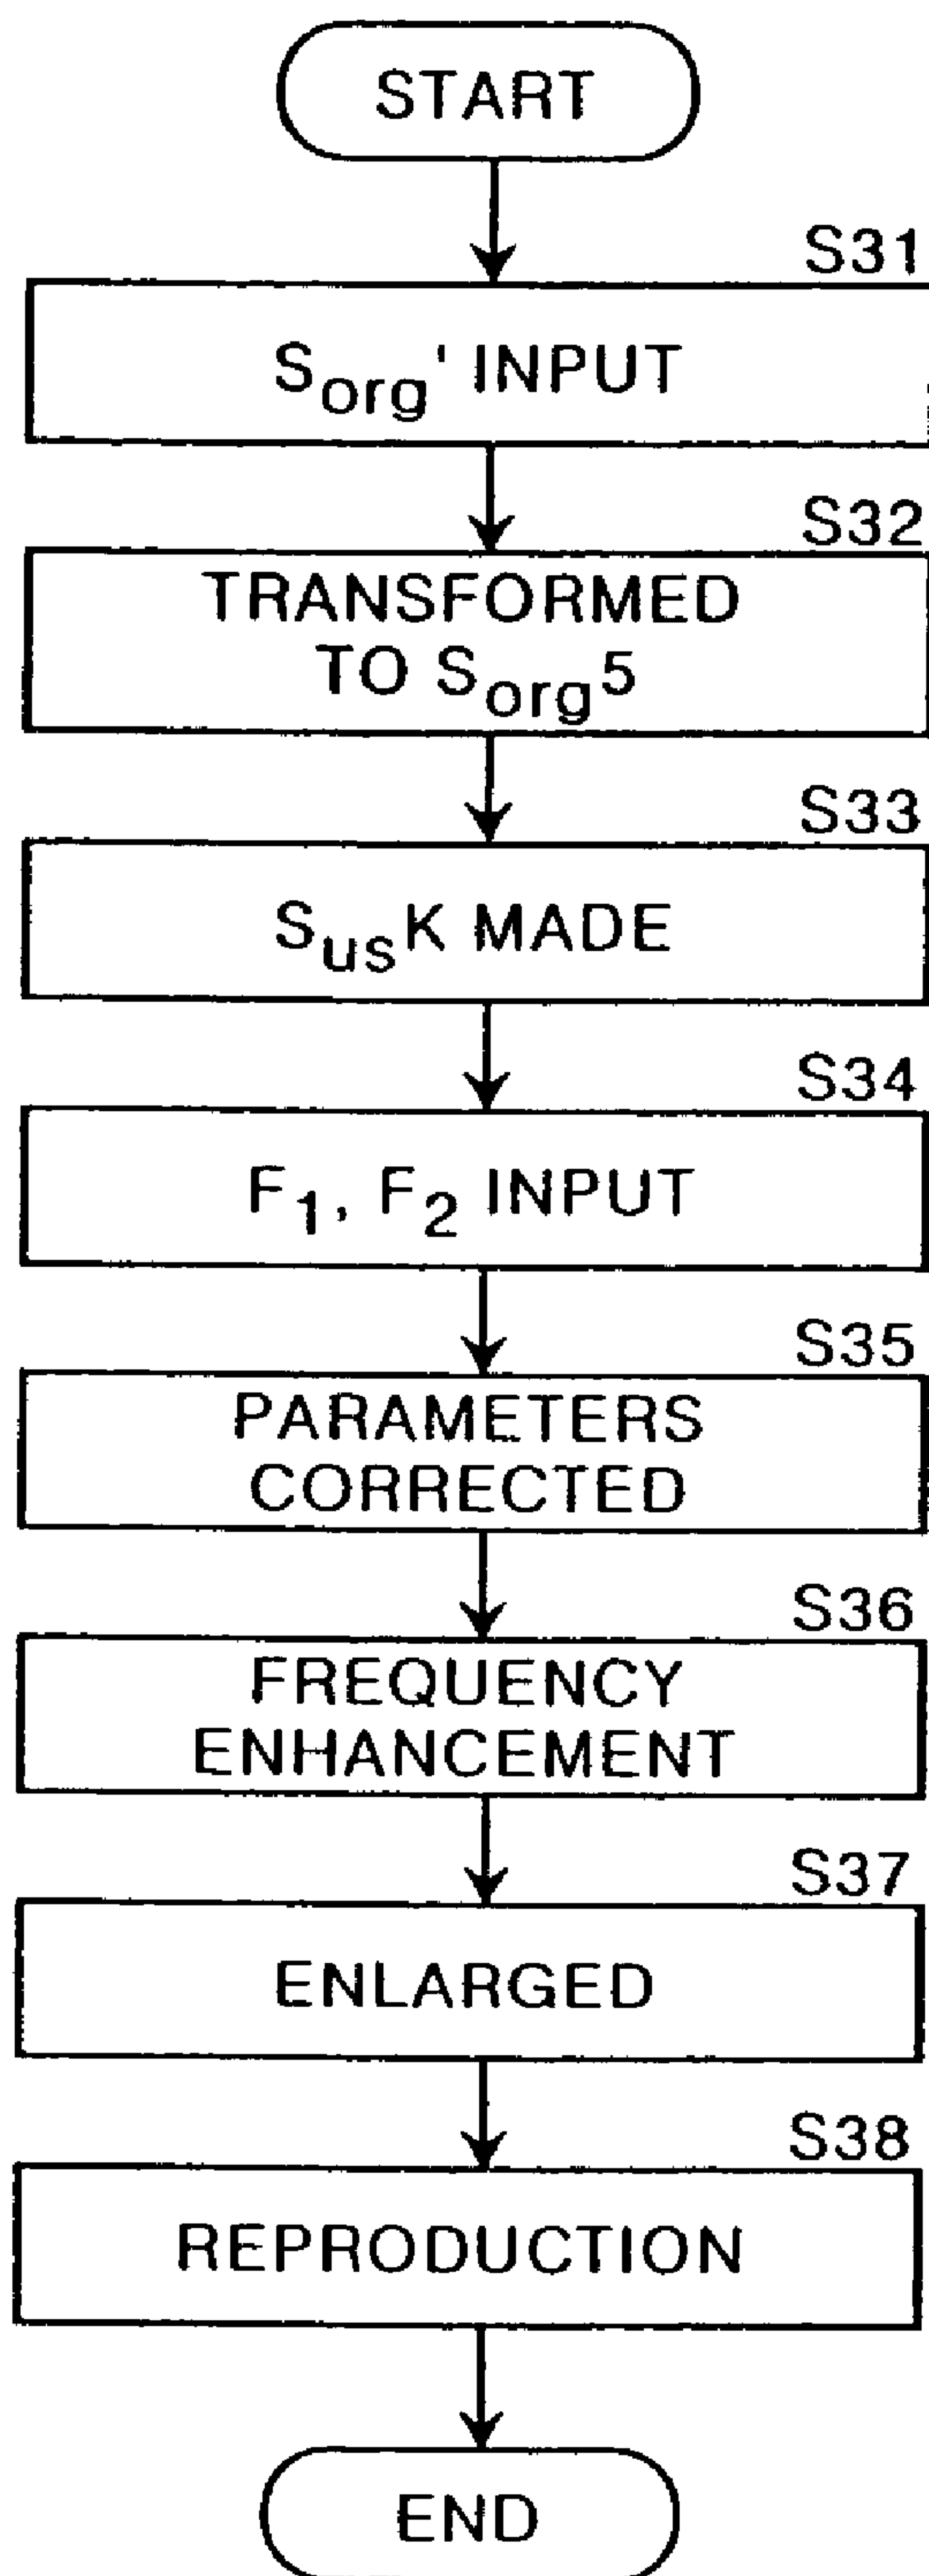 START
S31
Sorg' INPUT
S32
TRANSFORMED
TO Sorg5
S33
SusK MADE
S34
F1, F2 INPUT
S35
PARAMETERS
CORRECTED
S36
FREQUENCY
ENHANCEMENT
S37
ENLARGED
S38
REPRODUCTION
END